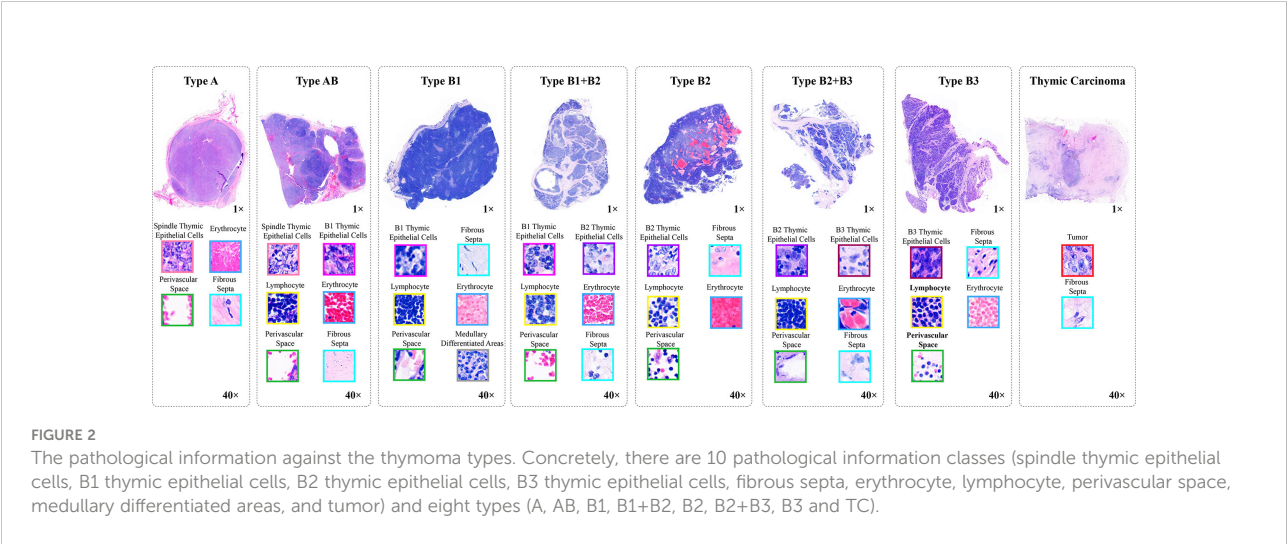 Type A
1×
Spindle Thymic
Epithelial Cells
Erythrocyte
Perivascular
Space
Fibrous
Septa
40×
Type AB
1×
Spindle Thymic
Epithelial Cells
B1 Thymic
Epithelial Cells
Lymphocyte
Erythrocyte
Perivascular
Space
Fibrous
Septa
40×
Type B1
1×
B1 Thymic
Epithelial Cells
Fibrous
Septa
Lymphocyte
Erythrocyte
Perivascular
Space
Medullary
Differentiated Areas
40×
Type B1+B2
1×
B1 Thymic
Epithelial Cells
B2 Thymic
Epithelial Cells
Lymphocyte
Erythrocyte
Perivascular
Space
Fibrous
Septa
40×
Type B2
1×
B2 Thymic
Epithelial Cells
Fibrous
Septa
Lymphocyte
Erythrocyte
Perivascular
Space
40×
Type B2+B3
1×
B2 Thymic
Epithelial Cells
B3 Thymic
Epithelial Cells
Lymphocyte
Erythrocyte
Perivascular
Space
Fibrous
Septa
40×
Type B3
1×
B3 Thymic
Epithelial Cells
Fibrous
Septa
Lymphocyte
Erythrocyte
Perivascular
Space
40×
Thymic Carcinoma
1×
Tumor
Fibrous
Septa
40×
FIGURE 2
The pathological information against the thymoma types. Concretely, there are 10 pathological information classes (spindle thymic epithelial
cells, B1 thymic epithelial cells, B2 thymic epithelial cells, B3 thymic epithelial cells, fibrous septa, erythrocyte, lymphocyte, perivascular space,
medullary differentiated areas, and tumor) and eight types (A, AB, B1, B1+B2, B2, B2+B3, B3 and TC).